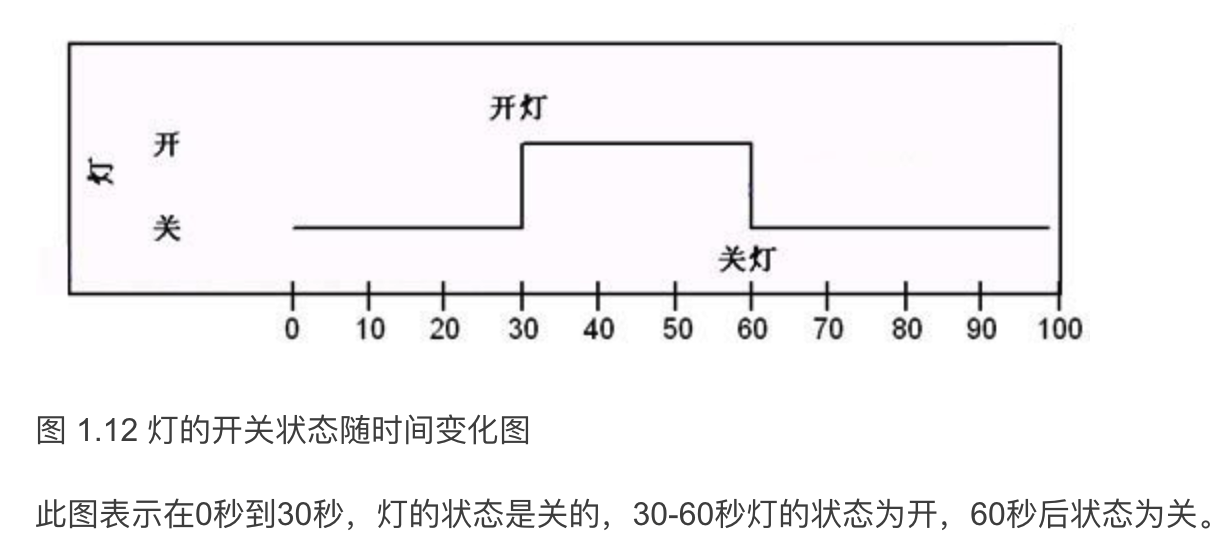 开灯
开
灯
关
关灯
0 10 20 30 40 50 60 70 80 90 100
图 1.12 灯的开关状态随时间变化图
此图表示在0秒到30秒，灯的状态是关的，30-60秒灯的状态为开，60秒后状态为关。